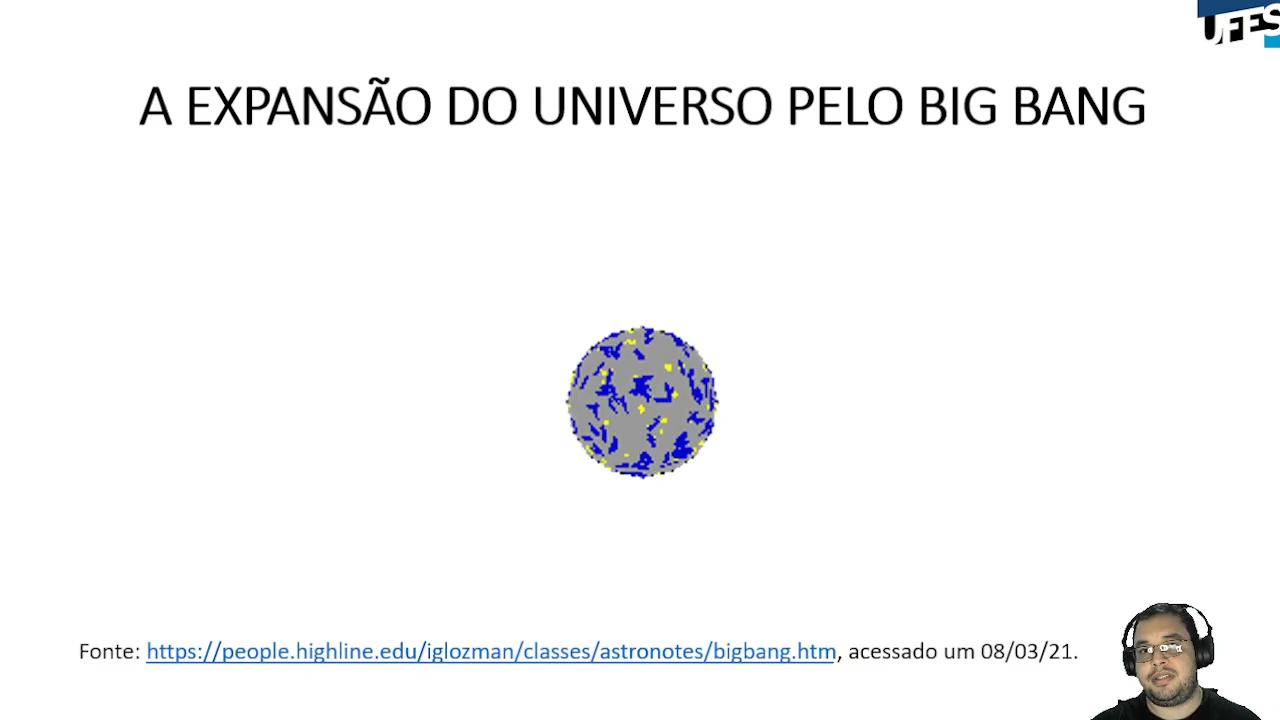 UFES
A EXPANSÃO DO UNIVERSO PELO BIG BANG
Fonte: https://people.highline.edu/iglozman/classes/astronotes/bigbang.htm, acessado um 08/03/21.